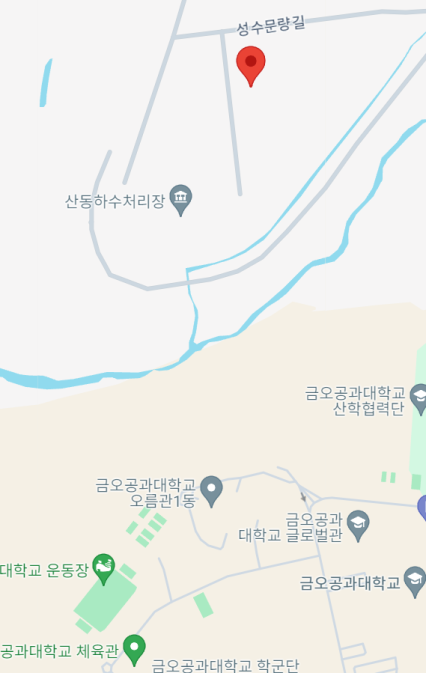 성수문량길
산동하수처리장
금오공과대학교
산학협력단
금오공과대학교
오름관1동
금오공과
대학교 글로벌관
대학교 운동장
금오공과대학교
공과대학교 체육관
금오공과대학교 학군단